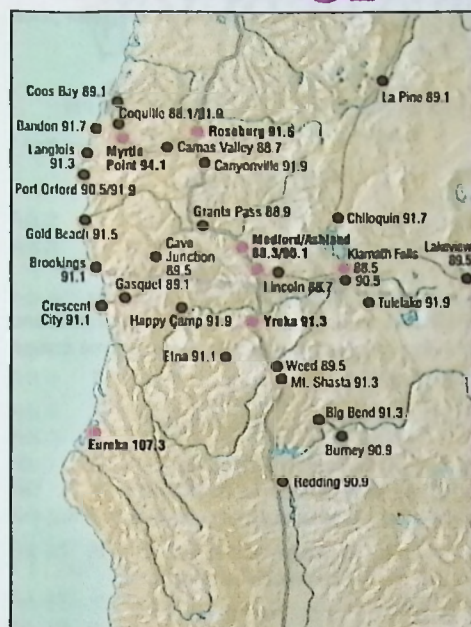 Coos Bay 89.1
La Pine 89.1
Coquille 88.1/91.9
Bandon 91.7
Roseburg 91.5
Langlois
91.3
Myrtle
Point 94.1
Camas Valley 88.7
Canyonville 91.9
Port Orford 90.5/91.9
Grants Pass 88.9
Chiloquin 91.7
Gold Beach 91.5
Cave
Junction
89.5
Medford/Ashland
88.3/90.1
Klamath Falls
88.5
90.5
Lakeview
89.5
Brookings
91.1
Gasquet 89.1
Lincoln 88.7
Crescent
City 91.1
Happy Camp 91.9
Yreka 91.3
Tulelake 91.9
Etna 91.1
Weed 89.5
Mt. Shasta 91.3
Big Bend 91.3
Burney 90.9
Eureka 107.3
Redding 90.9